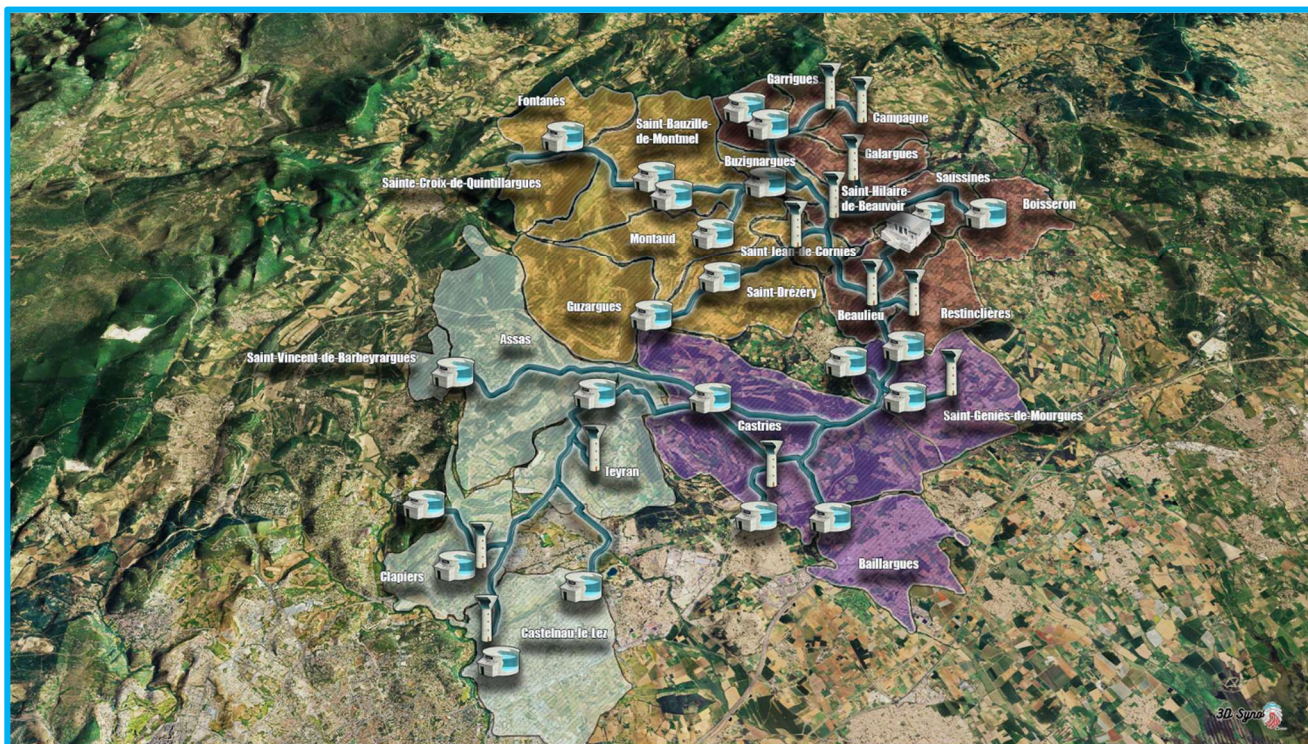 Garrigues
Fontanès
Campagne
Saint-Bauzille-
de-Montmel
Galargues
Buzignargues
Saussines
Sainte-Croix-de-Quintillargues
Saint-Hilaire-
de-Beauvoir
Boisseron
Montaud
Saint Jean de Cornies
Saint-Drézéry
Guzargues
Beaulieu
Restinclières
Assas
Saint-Vincent-de-Barbeyrargues
Saint-Geniès-de-Mourgues
Castries
Teyran
Baillargues
Clapiers
Castelnau-le-Lez
3D Syno